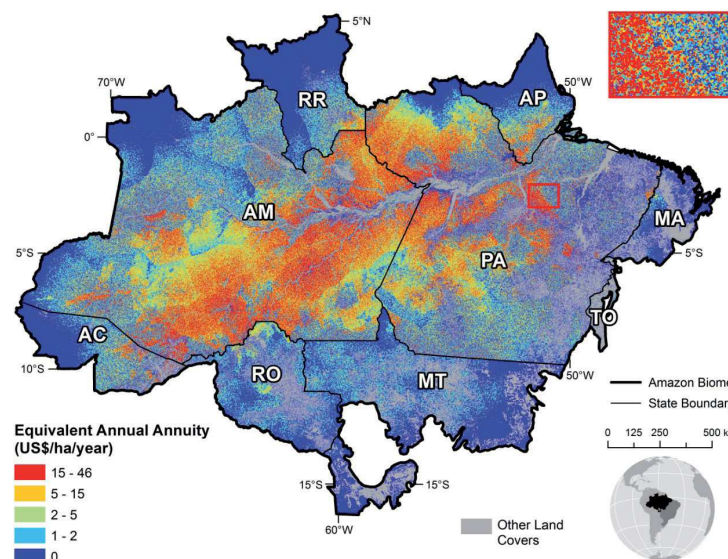 5°N
70°W
50°W
RR
AP
0°
AM
MA
5°S
PA
5°S
TO
AC
10°S
RO
MT
50°W
Amazon Biome
State Bounda
Equivalent Annual Annuity
(US$/ha/year)
15 - 46
5 - 15
2 - 5
1 - 2
0
15°S
15°S
60°W
Other Land
Covers
0 125 250 500 k